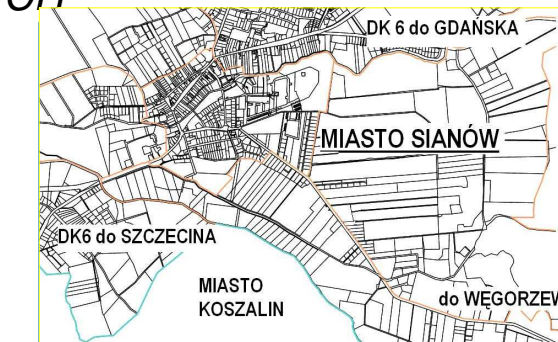 DK 6 do GDAŃSKA
MIASTO SIANÓW
DK6 do SZCZECINA
MIASTO
KOSZALIN
do WĘGORZEW